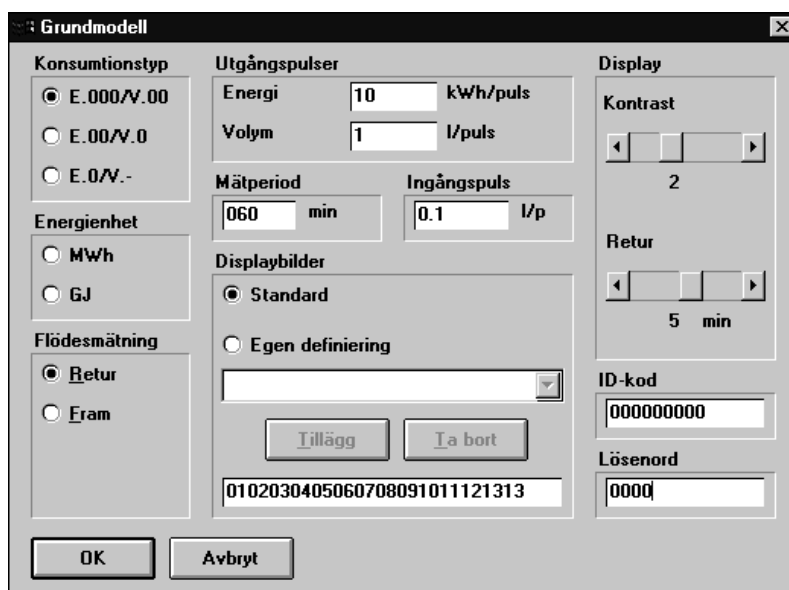 Grundmodell
Konsumtionstyp
E.000/V.00
E.00/V.0
E.0/V.-
Energienhet
MWh
GJ
Flödesmätning
Retur
Fram
Utgångspulser
Energi 10 kWh/puls
Volym 1 l/puls
Mätperiod
060 min
Ingångspuls
0.1 l/p
Displaybilder
Standard
Egen definiering
Tillägg Ta bort
0102030405060708091011121313
Display
Kontrast
2
Retur
5 min
ID-kod
000000000
Lösenord
0000
OK Avbryt